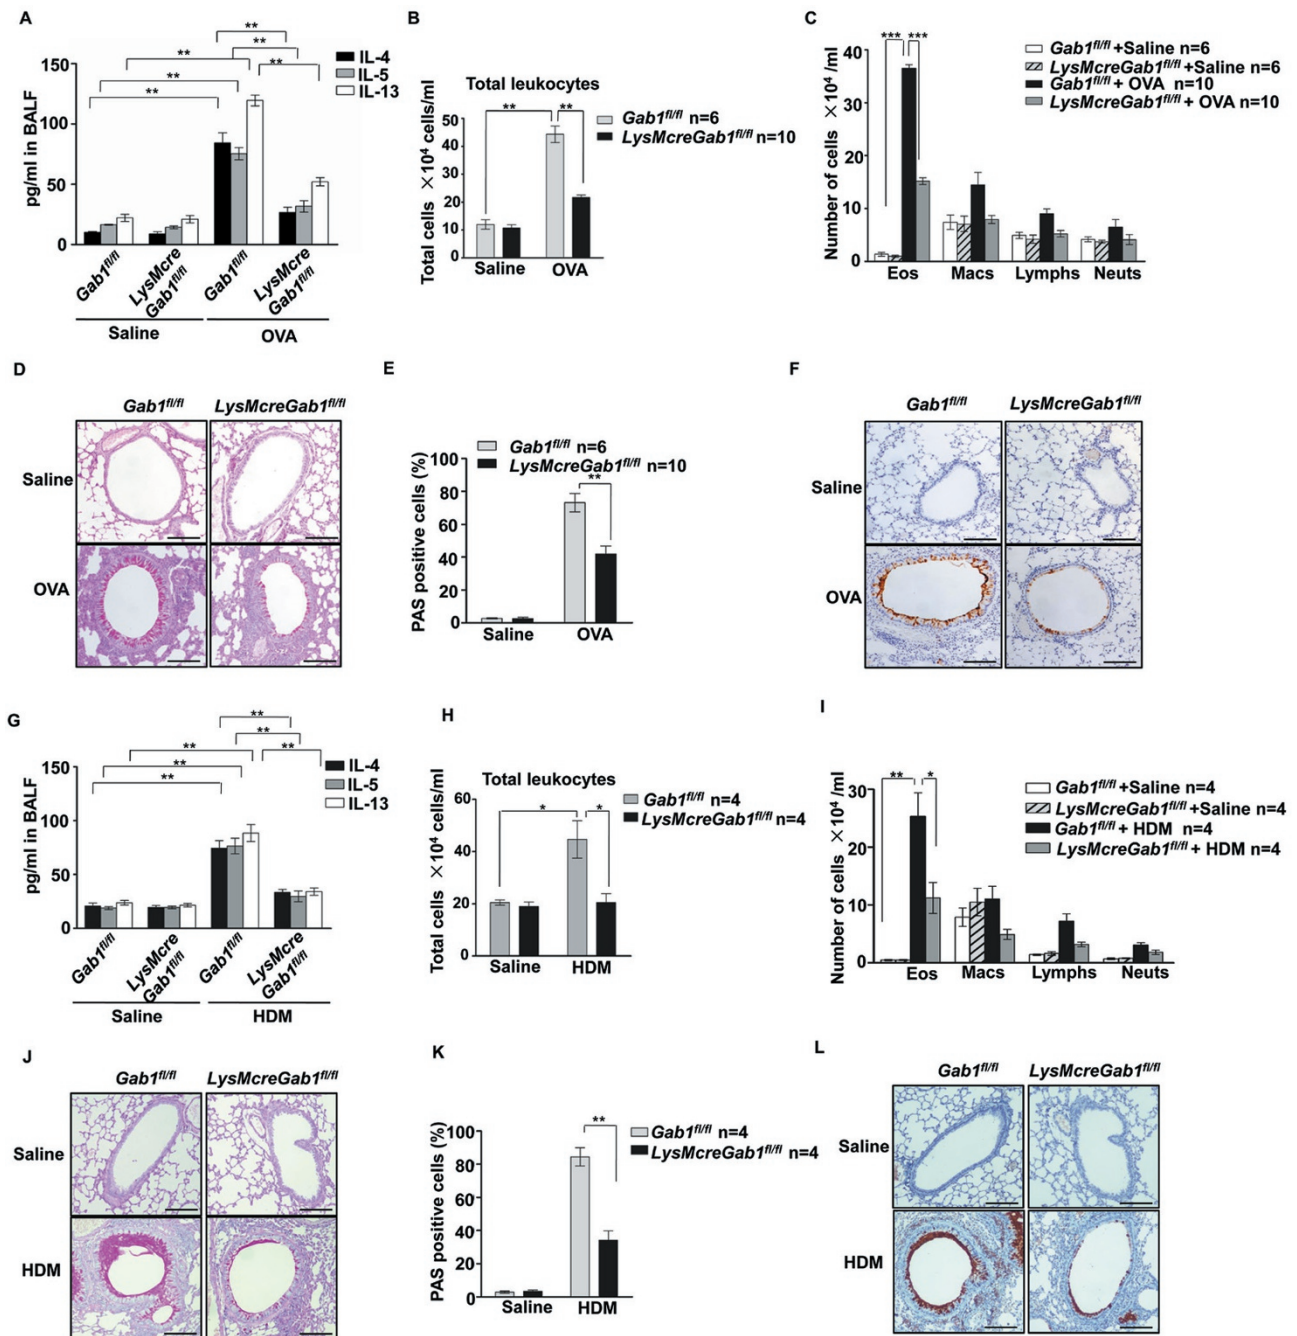 A
**
**
**
**
**
**
IL-4
IL-5
IL-13
pg/ml in BALF
150
100
50
0
Gab1fl/fl
LysMcre
Gab1fl/fl
Gab1fl/fl
LysMcre
Gab1fl/fl
Saline
OVA
B
Total leukocytes
Gab1fl/fl n=6
LysMcreGab1fl/fl n=10
**
**
Total cells ×10⁴ cells/ml
50
40
30
20
10
0
Saline
OVA
C
***
***
Gab1fl/fl +Saline n=6
LysMcreGab1fl/fl +Saline n=6
Gab1fl/fl + OVA n=10
LysMcreGab1fl/fl + OVA n=10
Number of cells ×10⁴ /ml
40
30
20
10
0
Eos
Macs
Lymphs
Neuts
D
Gab1fl/fl
LysMcreGab1fl/fl
Saline
OVA
E
Gab1fl/fl n=6
LysMcreGab1fl/fl n=10
**
PAS positive cells (%)
100
80
60
40
20
0
Saline
OVA
F
Gab1fl/fl
LysMcreGab1fl/fl
Saline
OVA
G
**
**
**
**
**
**
IL-4
IL-5
IL-13
pg/ml in BALF
150
100
50
0
Gab1fl/fl
LysMcre
Gab1fl/fl
Gab1fl/fl
LysMcre
Gab1fl/fl
Saline
HDM
H
Total leukocytes
Gab1fl/fl n=4
LysMcreGab1fl/fl n=4
*
*
Total cells ×10⁴ cells/ml
60
40
20
0
Saline
HDM
I
**
*
Gab1fl/fl +Saline n=4
LysMcreGab1fl/fl +Saline n=4
Gab1fl/fl + HDM n=4
LysMcreGab1fl/fl + HDM n=4
Number of cells ×10⁴ /ml
30
20
10
0
Eos
Macs
Lymphs
Neuts
J
Gab1fl/fl
LysMcreGab1fl/fl
Saline
HDM
K
Gab1fl/fl n=4
LysMcreGab1fl/fl n=4
**
PAS positive cells (%)
100
80
60
40
20
0
Saline
HDM
L
Gab1fl/fl
LysMcreGab1fl/fl
Saline
HDM